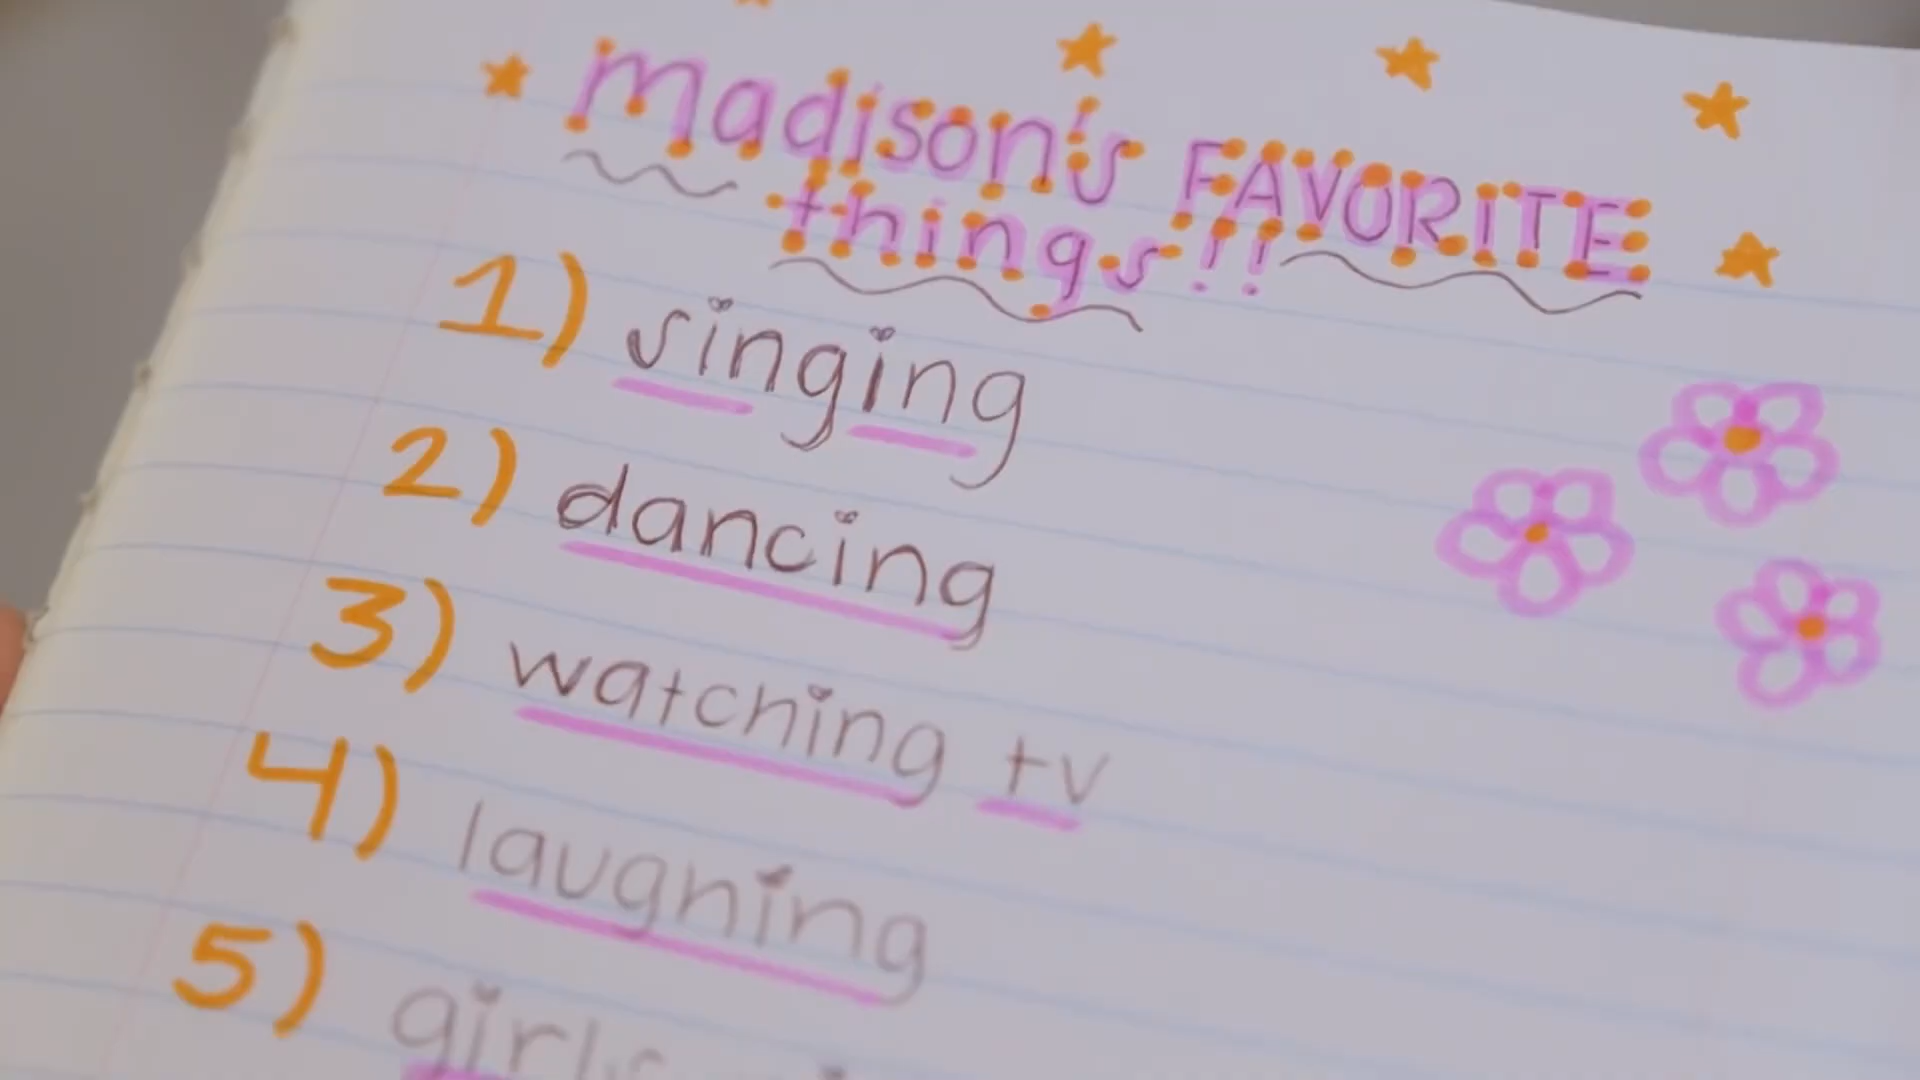 Madison's FAVORITE
things!!
1) singing
2) dancing
3) watching tv
4) laughing
5) girls